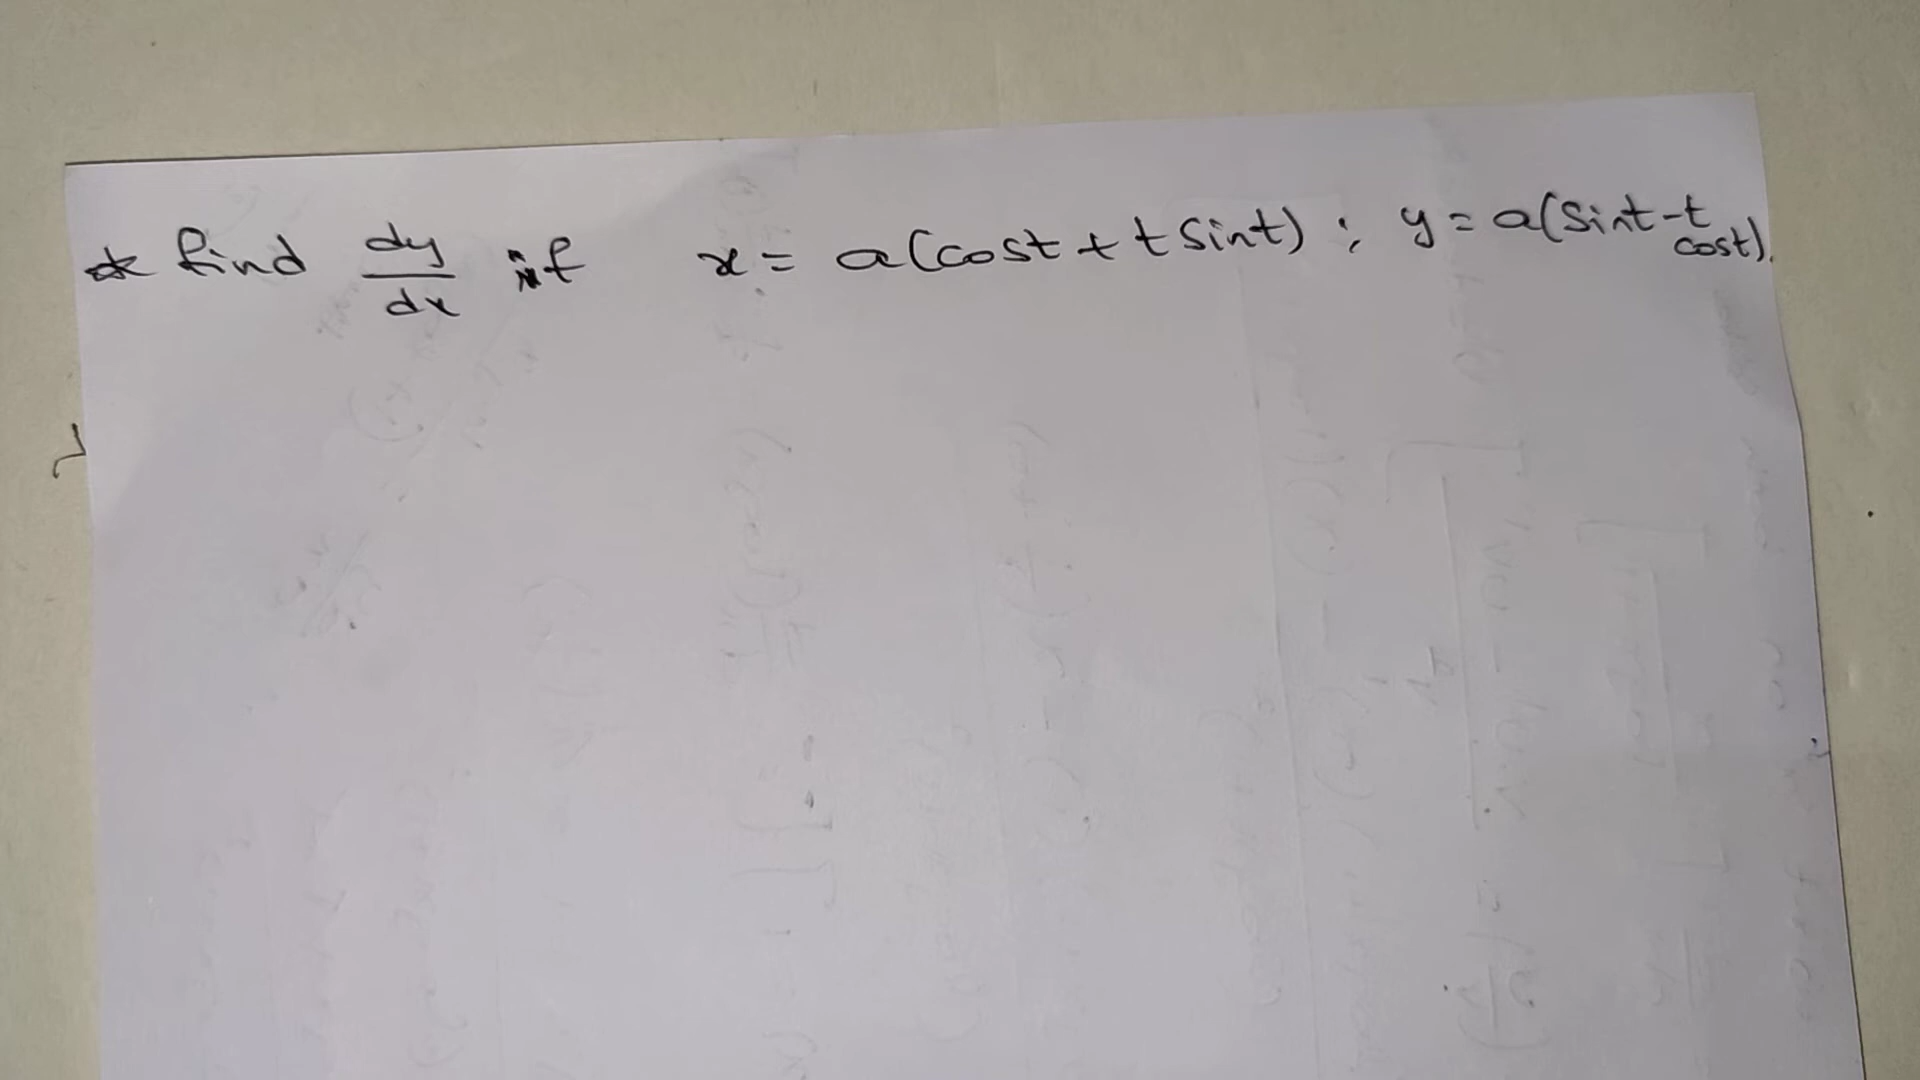 * find dy/dx if x = a(cost + t sint) ; y = a(sint - t cost).